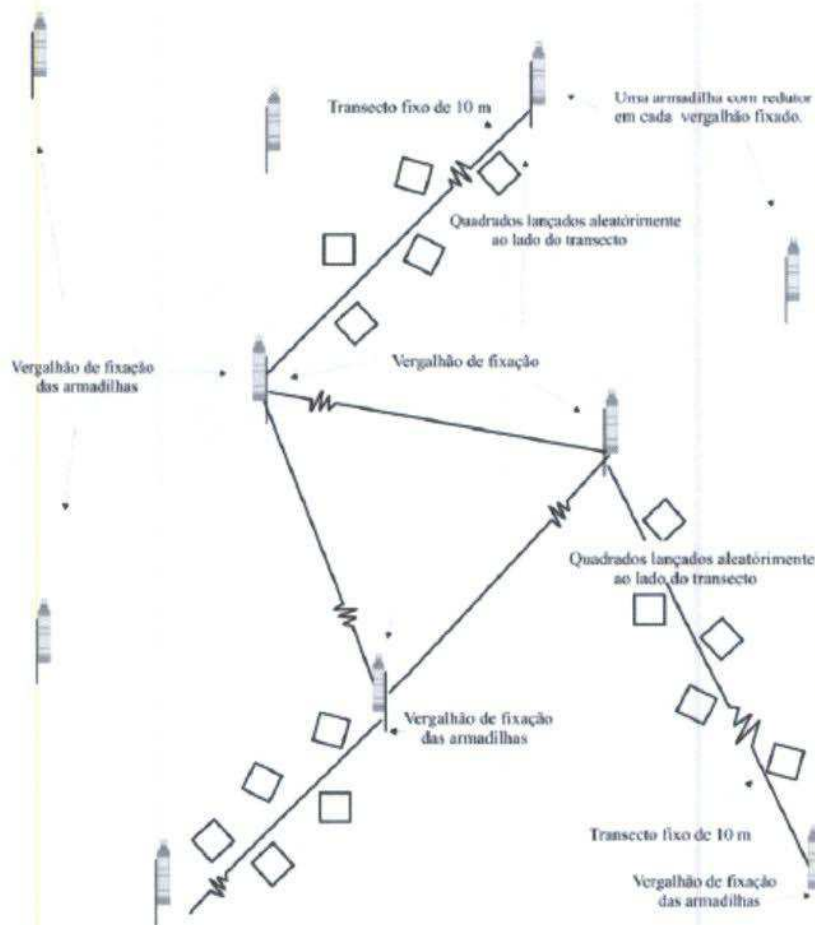 Transecto fixo de 10 m
Uma armadilha com redutor
em cada vergalhão fixado.
Quadrados lançados aleatórimente
ao lado do transecto
Vergalhão de fixação
das armadilhas
Vergalhão de fixação
Quadrados lançados aleatórimente
ao lado do transecto
Vergalhão de fixação
das armadilhas
Transecto fixo de 10 m
Vergalhão de fixação
das armadilhas